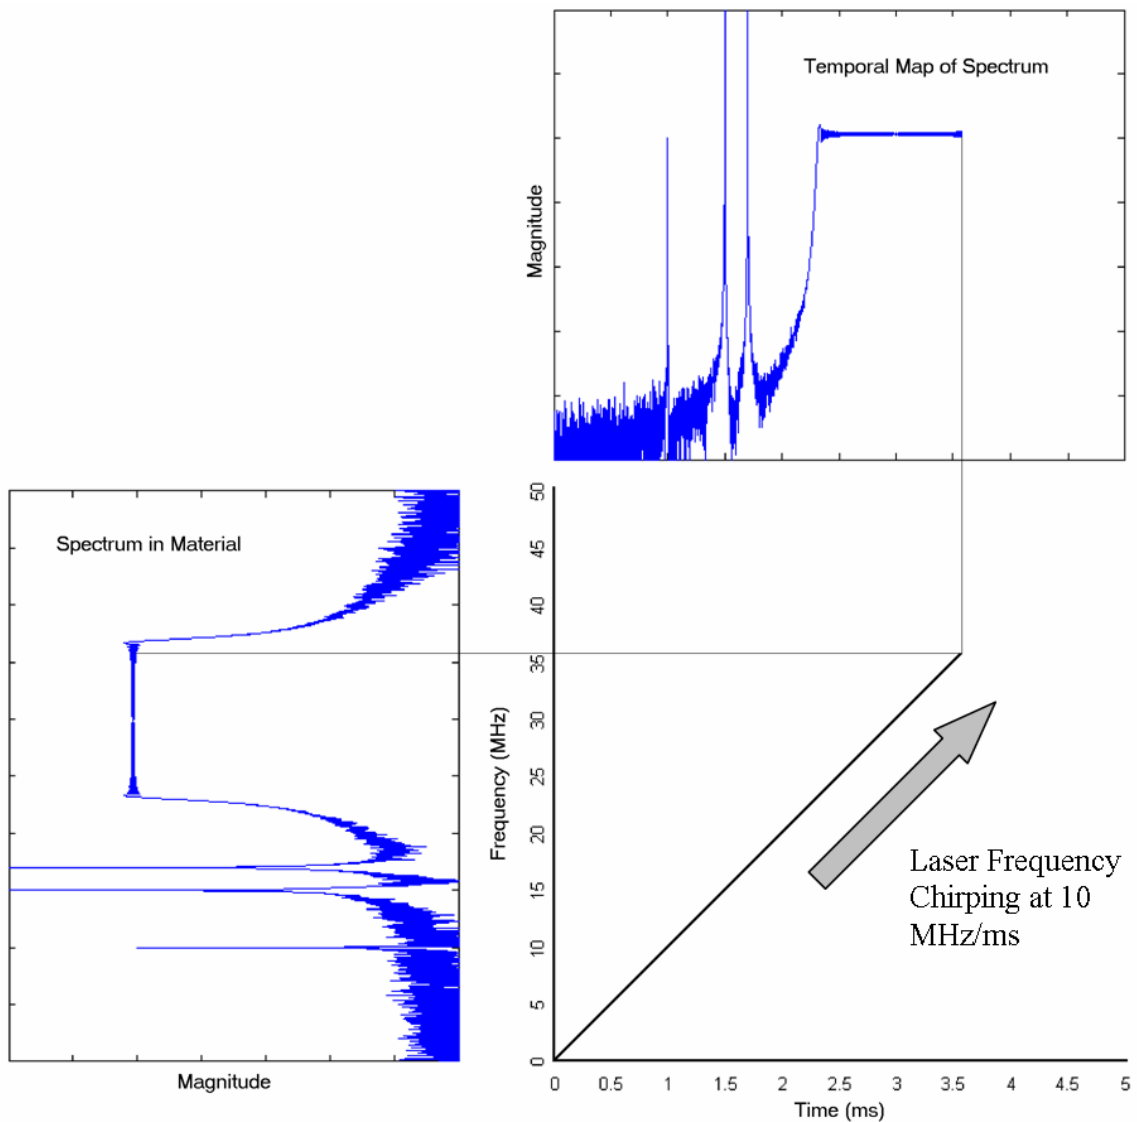 Temporal Map of Spectrum
Magnitude
Spectrum in Material
Magnitude
Frequency (MHz)
50
45
40
35
30
25
20
15
10
5
0
Laser Frequency
Chirping at 10
MHz/ms
0 0.5 1 1.5 2 2.5 3 3.5 4 4.5 5
Time (ms)